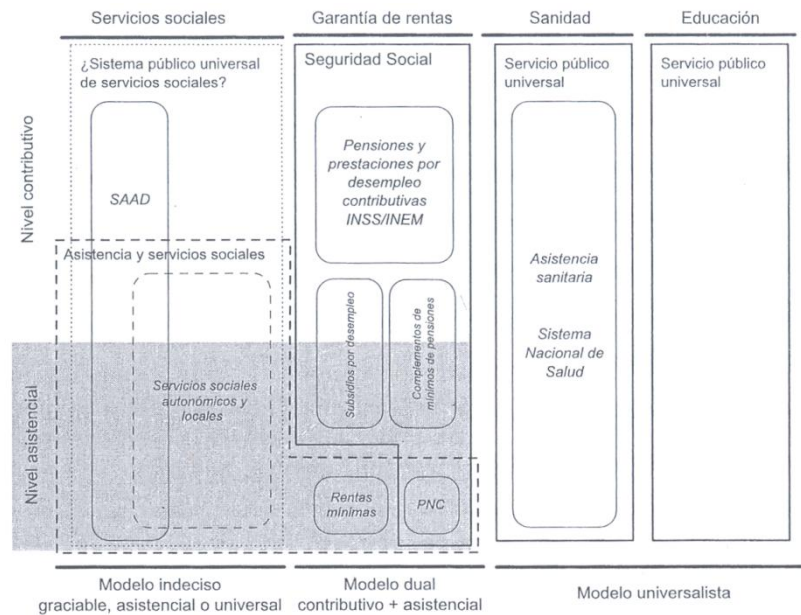 Servicios sociales
Garantía de rentas
Sanidad
Educación
Nivel contributivo
¿Sistema público universal
de servicios sociales?
SAAD
Asistencia y servicios sociales
Servicios sociales
autonómicos y
locales
Seguridad Social
Pensiones y
prestaciones por
desempleo
contributivas
INSS/INEM
Subsidios por desempleo
Complementos de
mínimos de pensiones
Rentas
mínimas
PNC
Servicio público
universal
Asistencia
sanitaria
Sistema
Nacional de
Salud
Servicio público
universal
Nivel asistencial
Modelo indeciso
graciable, asistencial o universal
Modelo dual
contributivo + asistencial
Modelo universalista